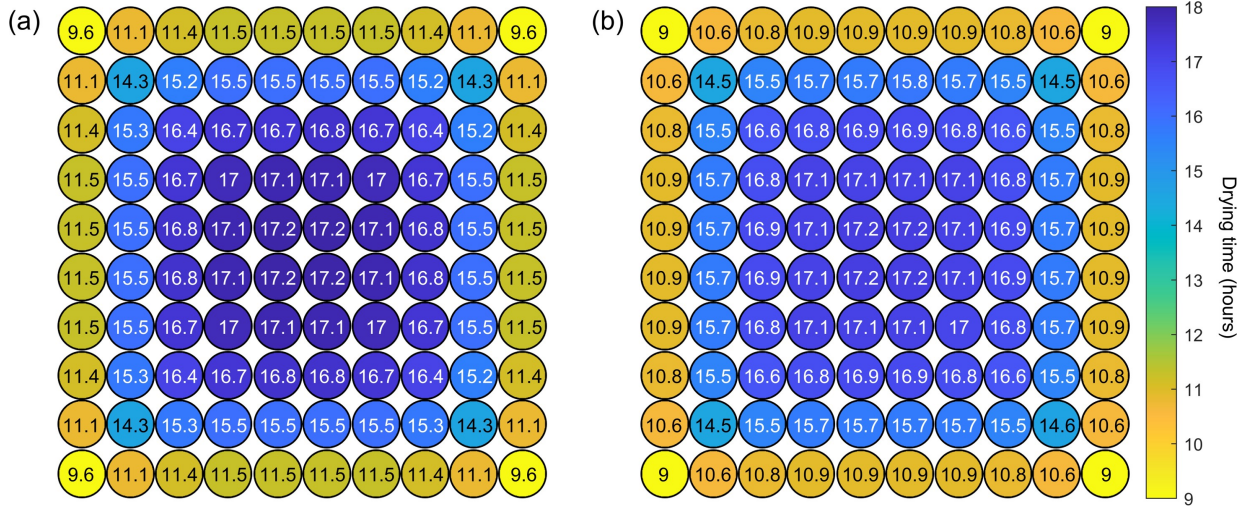 (a)
9.6 11.1 11.4 11.5 11.5 11.5 11.5 11.4 11.1 9.6
11.1 14.3 15.2 15.5 15.5 15.5 15.5 15.2 14.3 11.1
11.4 15.3 16.4 16.7 16.7 16.8 16.7 16.4 15.2 11.4
11.5 15.5 16.7 17 17.1 17.1 17 16.7 15.5 11.5
11.5 15.5 16.8 17.1 17.2 17.2 17.1 16.8 15.5 11.5
11.5 15.5 16.8 17.1 17.2 17.2 17.1 16.8 15.5 11.5
11.5 15.5 16.7 17 17.1 17.1 17 16.7 15.5 11.5
11.4 15.3 16.4 16.7 16.8 16.8 16.7 16.4 15.2 11.4
11.1 14.3 15.3 15.5 15.5 15.5 15.5 15.3 14.3 11.1
9.6 11.1 11.4 11.5 11.5 11.5 11.5 11.4 11.1 9.6
(b)
9 10.6 10.8 10.9 10.9 10.9 10.9 10.8 10.6 9
10.6 14.5 15.5 15.7 15.7 15.8 15.7 15.5 14.5 10.6
10.8 15.5 16.6 16.8 16.9 16.9 16.8 16.6 15.5 10.8
10.9 15.7 16.8 17.1 17.1 17.1 17.1 16.8 15.7 10.9
10.9 15.7 16.9 17.1 17.2 17.2 17.1 16.9 15.7 10.9
10.9 15.7 16.9 17.1 17.2 17.2 17.1 16.9 15.7 10.9
10.9 15.7 16.8 17.1 17.1 17.1 17 16.8 15.7 10.9
10.8 15.5 16.6 16.8 16.9 16.9 16.8 16.6 15.5 10.8
10.6 14.5 15.5 15.7 15.7 15.7 15.7 15.5 14.6 10.6
9 10.6 10.8 10.9 10.9 10.9 10.9 10.8 10.6 9
18
17
16
15
14
13
12
11
10
9
Drying time (hours)